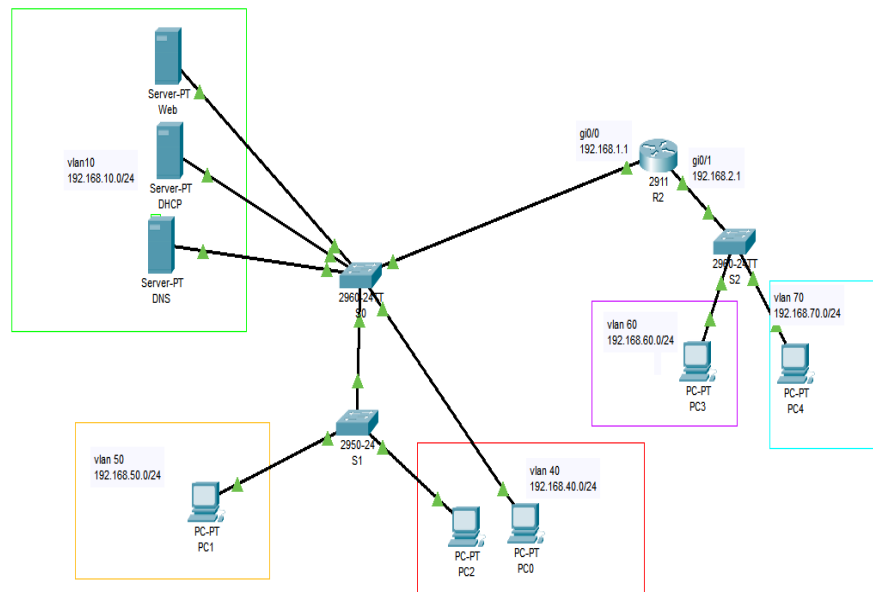 Server-PT
Web
vlan10
192.168.10.0/24
Server-PT
DHCP
Server-PT
DNS
gi0/0
192.168.1.1
2911
R2
gi0/1
192.168.2.1
2960-24TT
S0
2960-24TT
S2
vlan 60
192.168.60.0/24
PC-PT
PC3
vlan 70
192.168.70.0/24
PC-PT
PC4
2950-24
S1
vlan 50
192.168.50.0/24
PC-PT
PC1
vlan 40
192.168.40.0/24
PC-PT
PC2
PC-PT
PC0